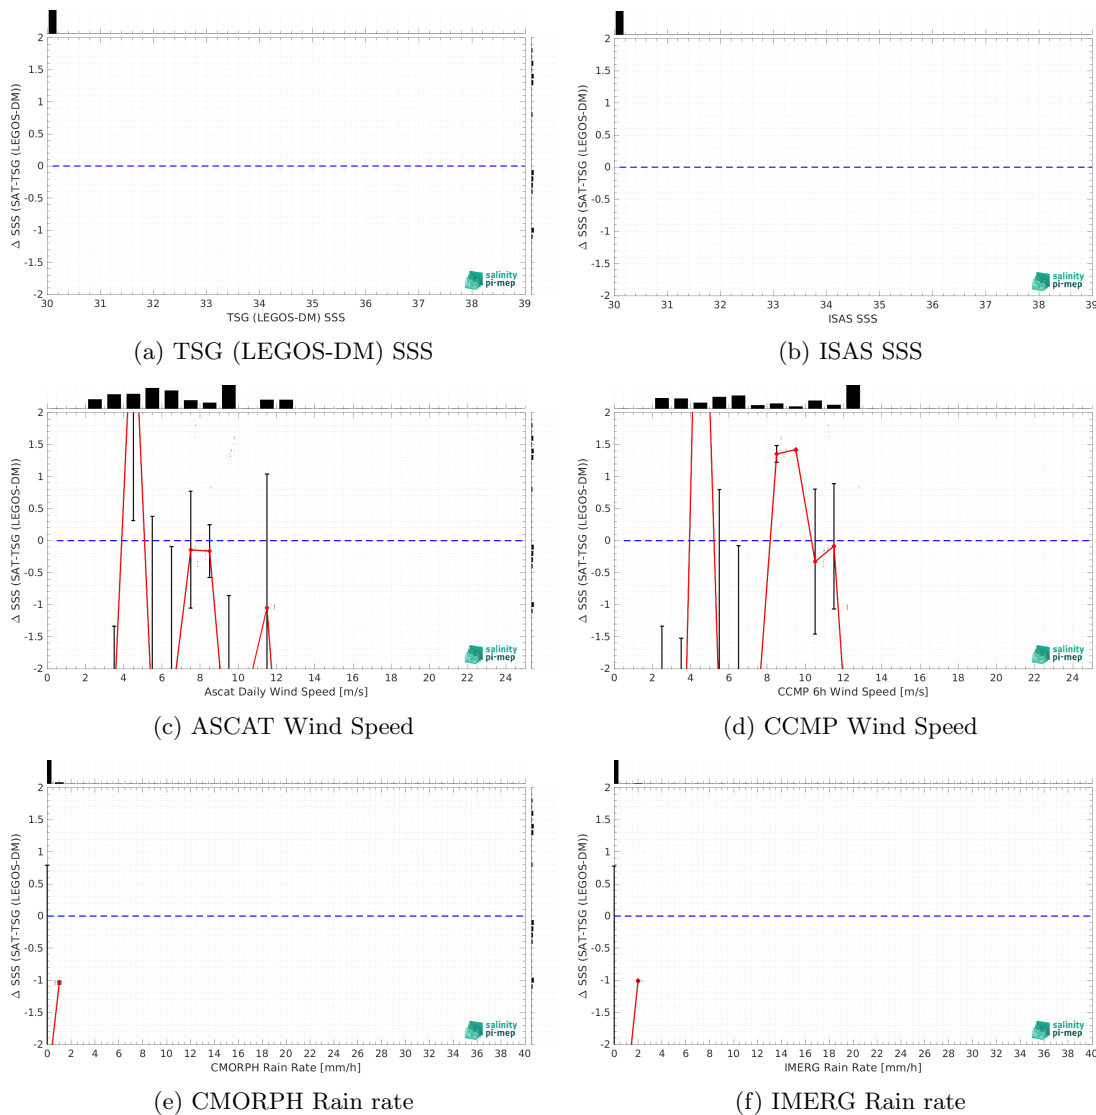 2
1.5
1
0.5
0
-0.5
-1
-1.5
-2
Δ SSS (SAT-TSG (LEGOS-DM))
salinity
pi-mep
30 31 32 33 34 35 36 37 38 39
TSG (LEGOS-DM) SSS
(a) TSG (LEGOS-DM) SSS
2
1.5
1
0.5
0
-0.5
-1
-1.5
-2
Δ SSS (SAT-TSG (LEGOS-DM))
salinity
pi-mep
30 31 32 33 34 35 36 37 38 39
ISAS SSS
(b) ISAS SSS
2
1.5
1
0.5
0
-0.5
-1
-1.5
-2
Δ SSS (SAT-TSG (LEGOS-DM))
salinity
pi-mep
0 2 4 6 8 10 12 14 16 18 20 22 24
Ascat Daily Wind Speed [m/s]
(c) ASCAT Wind Speed
2
1.5
1
0.5
0
-0.5
-1
-1.5
-2
Δ SSS (SAT-TSG (LEGOS-DM))
salinity
pi-mep
0 2 4 6 8 10 12 14 16 18 20 22 24
CCMP 6h Wind Speed [m/s]
(d) CCMP Wind Speed
2
1.5
1
0.5
0
-0.5
-1
-1.5
-2
Δ SSS (SAT-TSG (LEGOS-DM))
salinity
pi-mep
0 2 4 6 8 10 12 14 16 18 20 22 24 26 28 30 32 34 36 38 40
CMORPH Rain Rate [mm/h]
(e) CMORPH Rain rate
2
1.5
1
0.5
0
-0.5
-1
-1.5
-2
Δ SSS (SAT-TSG (LEGOS-DM))
salinity
pi-mep
0 2 4 6 8 10 12 14 16 18 20 22 24 26 28 30 32 34 36 38 40
IMERG Rain Rate [mm/h]
(f) IMERG Rain rate